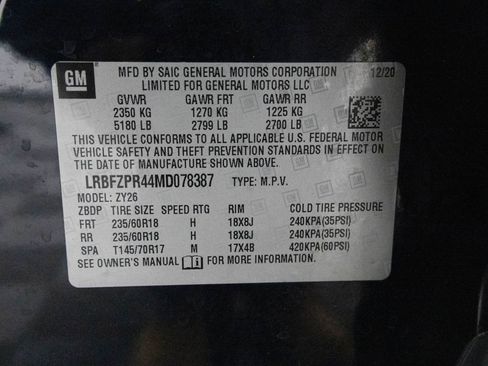 GM
MFD BY SAIC GENERAL MOTORS CORPORATION 12/20
LIMITED FOR GENERAL MOTORS LLC
GVWR GAWR FRT GAWR RR
2350 KG 1270 KG 1225 KG
5180 LB 2799 LB 2700 LB
THIS VEHICLE CONFORMS TO ALL APPLICABLE U.S. FEDERAL MOTOR
VEHICLE SAFETY AND THEFT PREVENTION STANDARDS IN EFFECT ON
THE DATE OF MANUFACTURE SHOWN ABOVE.
LRBFZPR44MD078387 TYPE: M.P.V.
MODEL: ZY26
ZBDP TIRE SIZE SPEED RTG RIM COLD TIRE PRESSURE
FRT 235/60R18 H 18X8J 240KPA(35PSI)
RR 235/60R18 H 18X8J 240KPA(35PSI)
SPA T145/70R17 M 17X4B 420KPA(60PSI)
SEE OWNER'S MANUAL FOR MORE INFORMATION